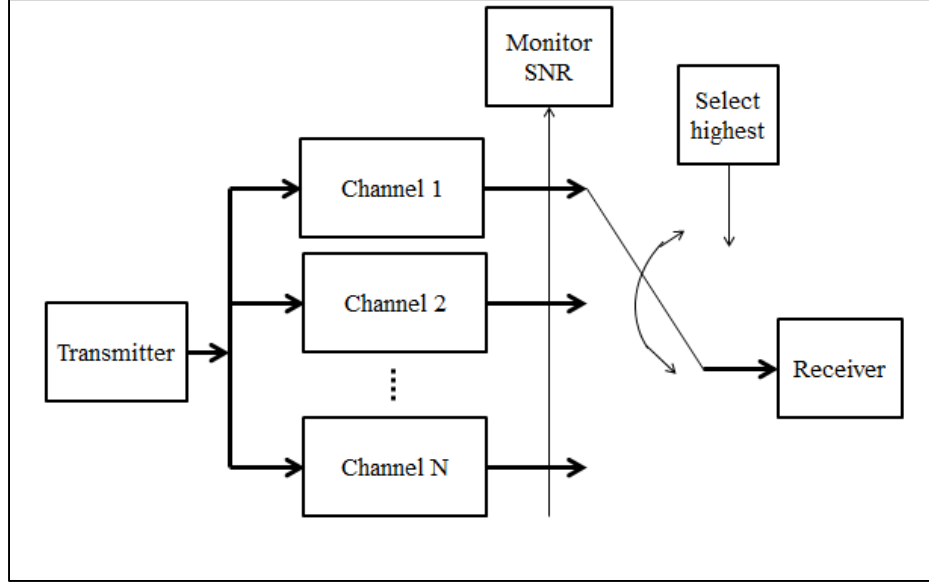 Monitor
SNR
Select
highest
Channel 1
Channel 2
Transmitter
Receiver
Channel N